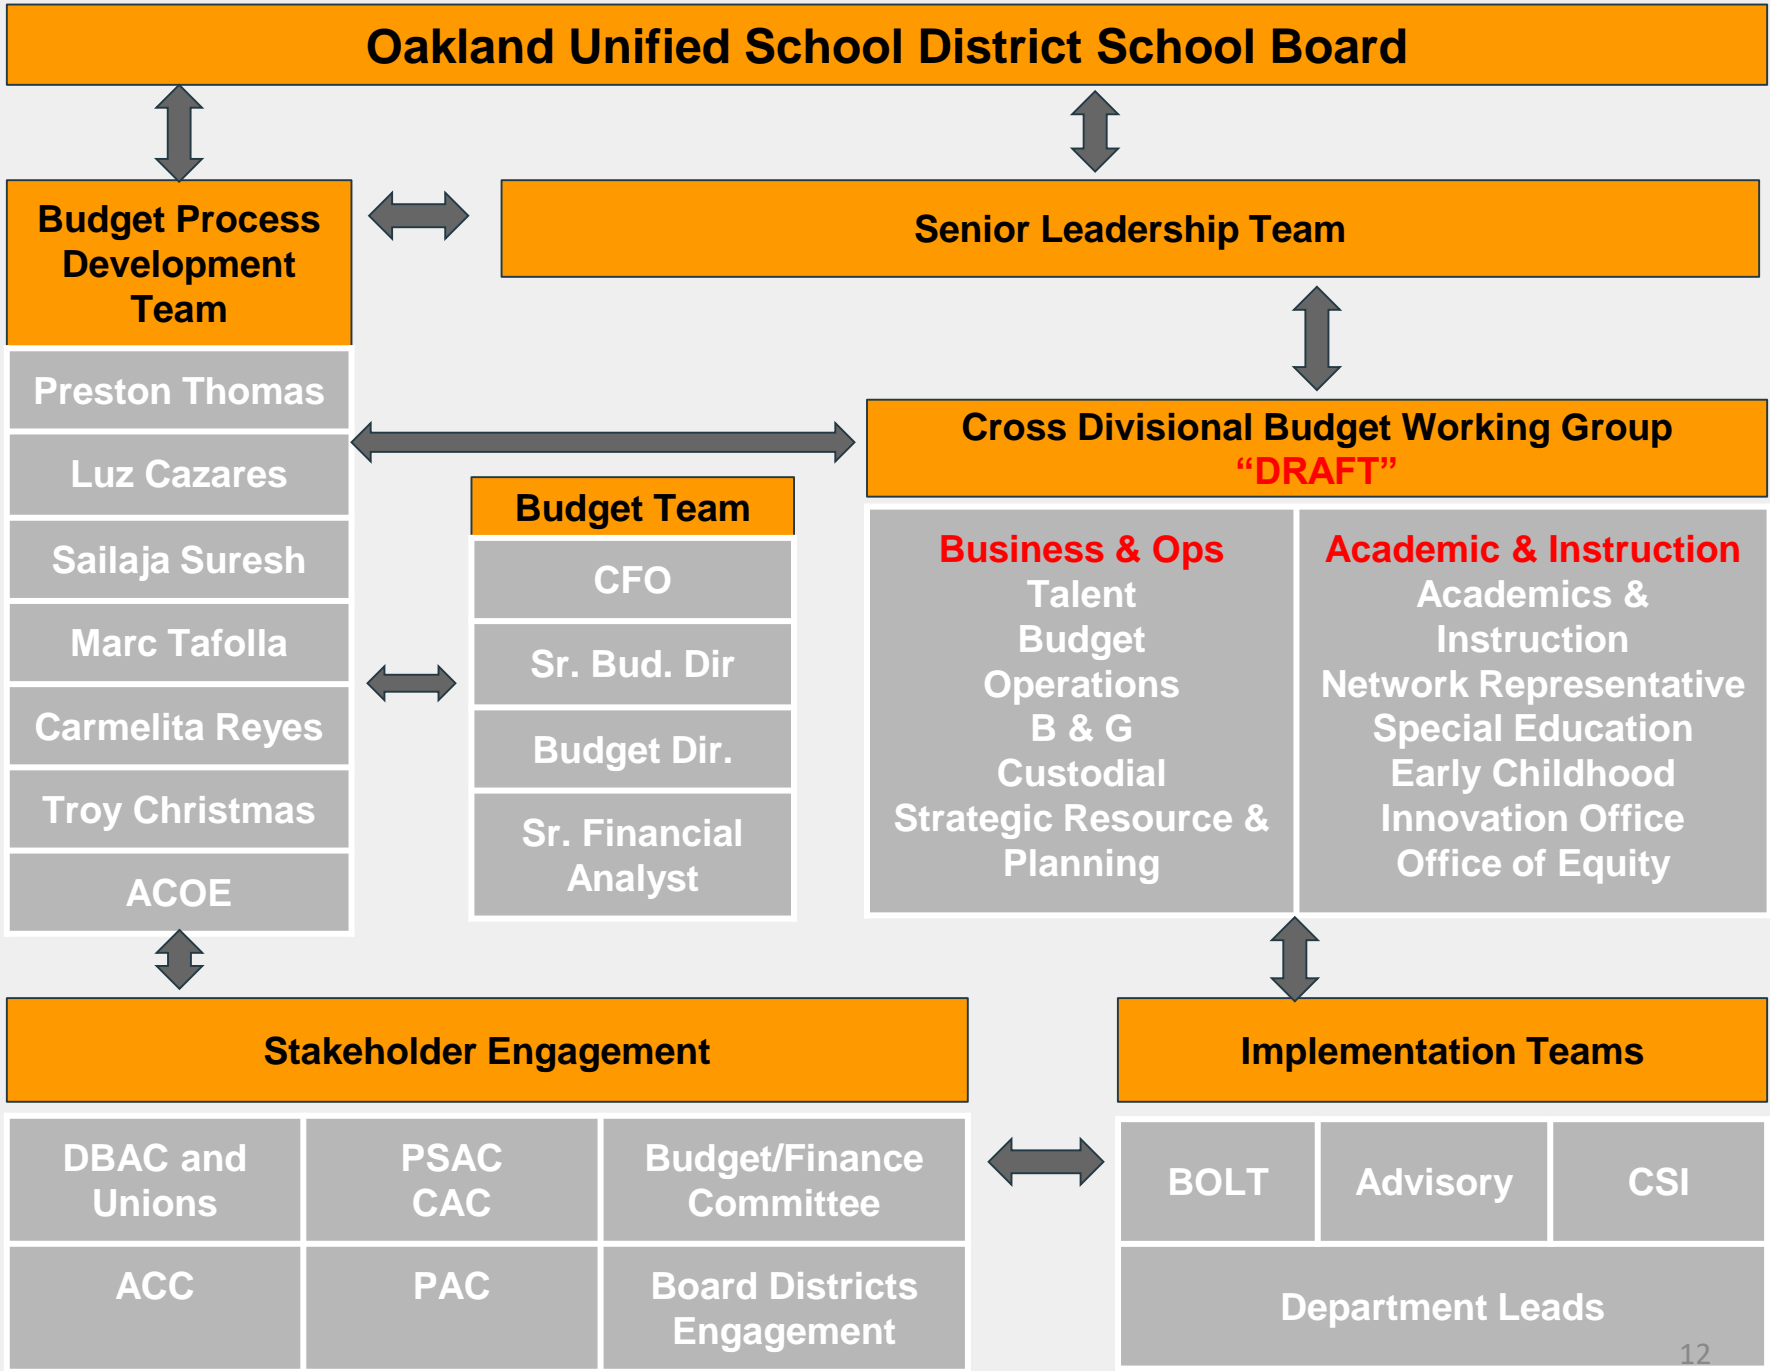 Oakland Unified School District School Board
Budget Process
Development
Team
Senior Leadership Team
Preston Thomas
Luz Cazares
Sailaja Suresh
Marc Tafolla
Carmelita Reyes
Troy Christmas
ACOE
Budget Team
CFO
Sr. Bud. Dir
Budget Dir.
Sr. Financial
Analyst
Cross Divisional Budget Working Group
“DRAFT”
Business & Ops
Talent
Budget
Operations
B & G
Custodial
Strategic Resource &
Planning
Academic & Instruction
Academics &
Instruction
Network Representative
Special Education
Early Childhood
Innovation Office
Office of Equity
Stakeholder Engagement
DBAC and
Unions
PSAC
CAC
Budget/Finance
Committee
ACC
PAC
Board Districts
Engagement
Implementation Teams
BOLT
Advisory
CSI
Department Leads
12